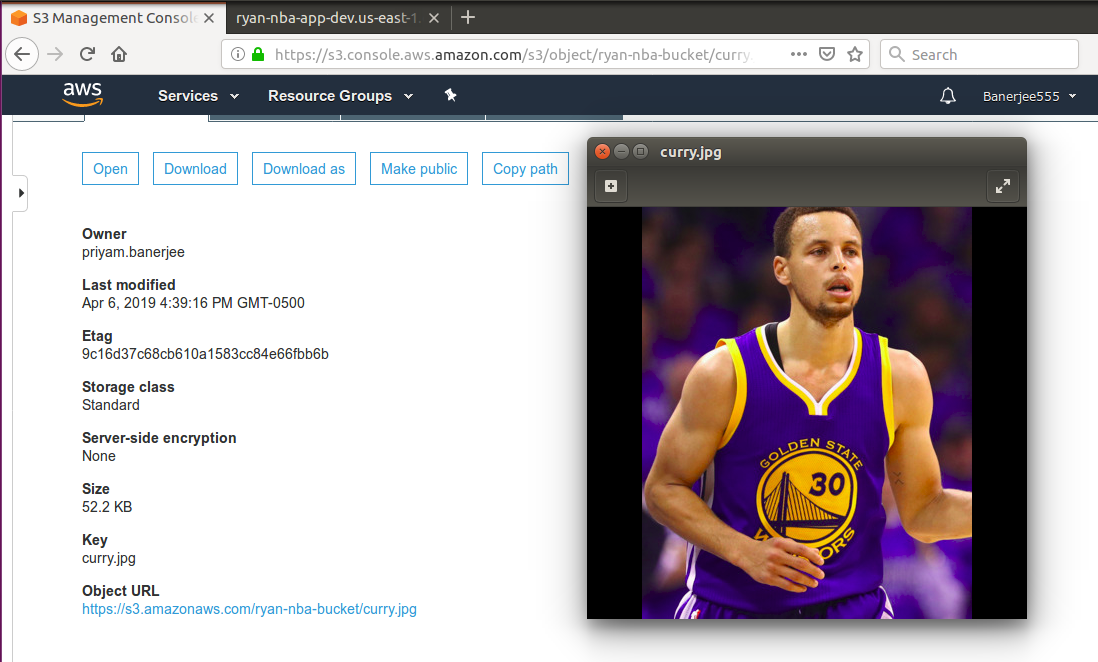 S3 Management Console
ryan-nba-app-dev.us-east-1.
https://s3.console.aws.amazon.com/s3/object/ryan-nba-bucket/curry
Search
aws
Services
Resource Groups
Banerjee555
Open
Download
Download as
Make public
Copy path
curry.jpg
Owner
priyam.banerjee
Last modified
Apr 6, 2019 4:39:16 PM GMT-0500
Etag
9c16d37c68cb610a1583cc84e66fbb6b
Storage class
Standard
Server-side encryption
None
Size
52.2 KB
Key
curry.jpg
Object URL
https://s3.amazonaws.com/ryan-nba-bucket/curry.jpg
GOLDEN STATE
30
WARRIORS